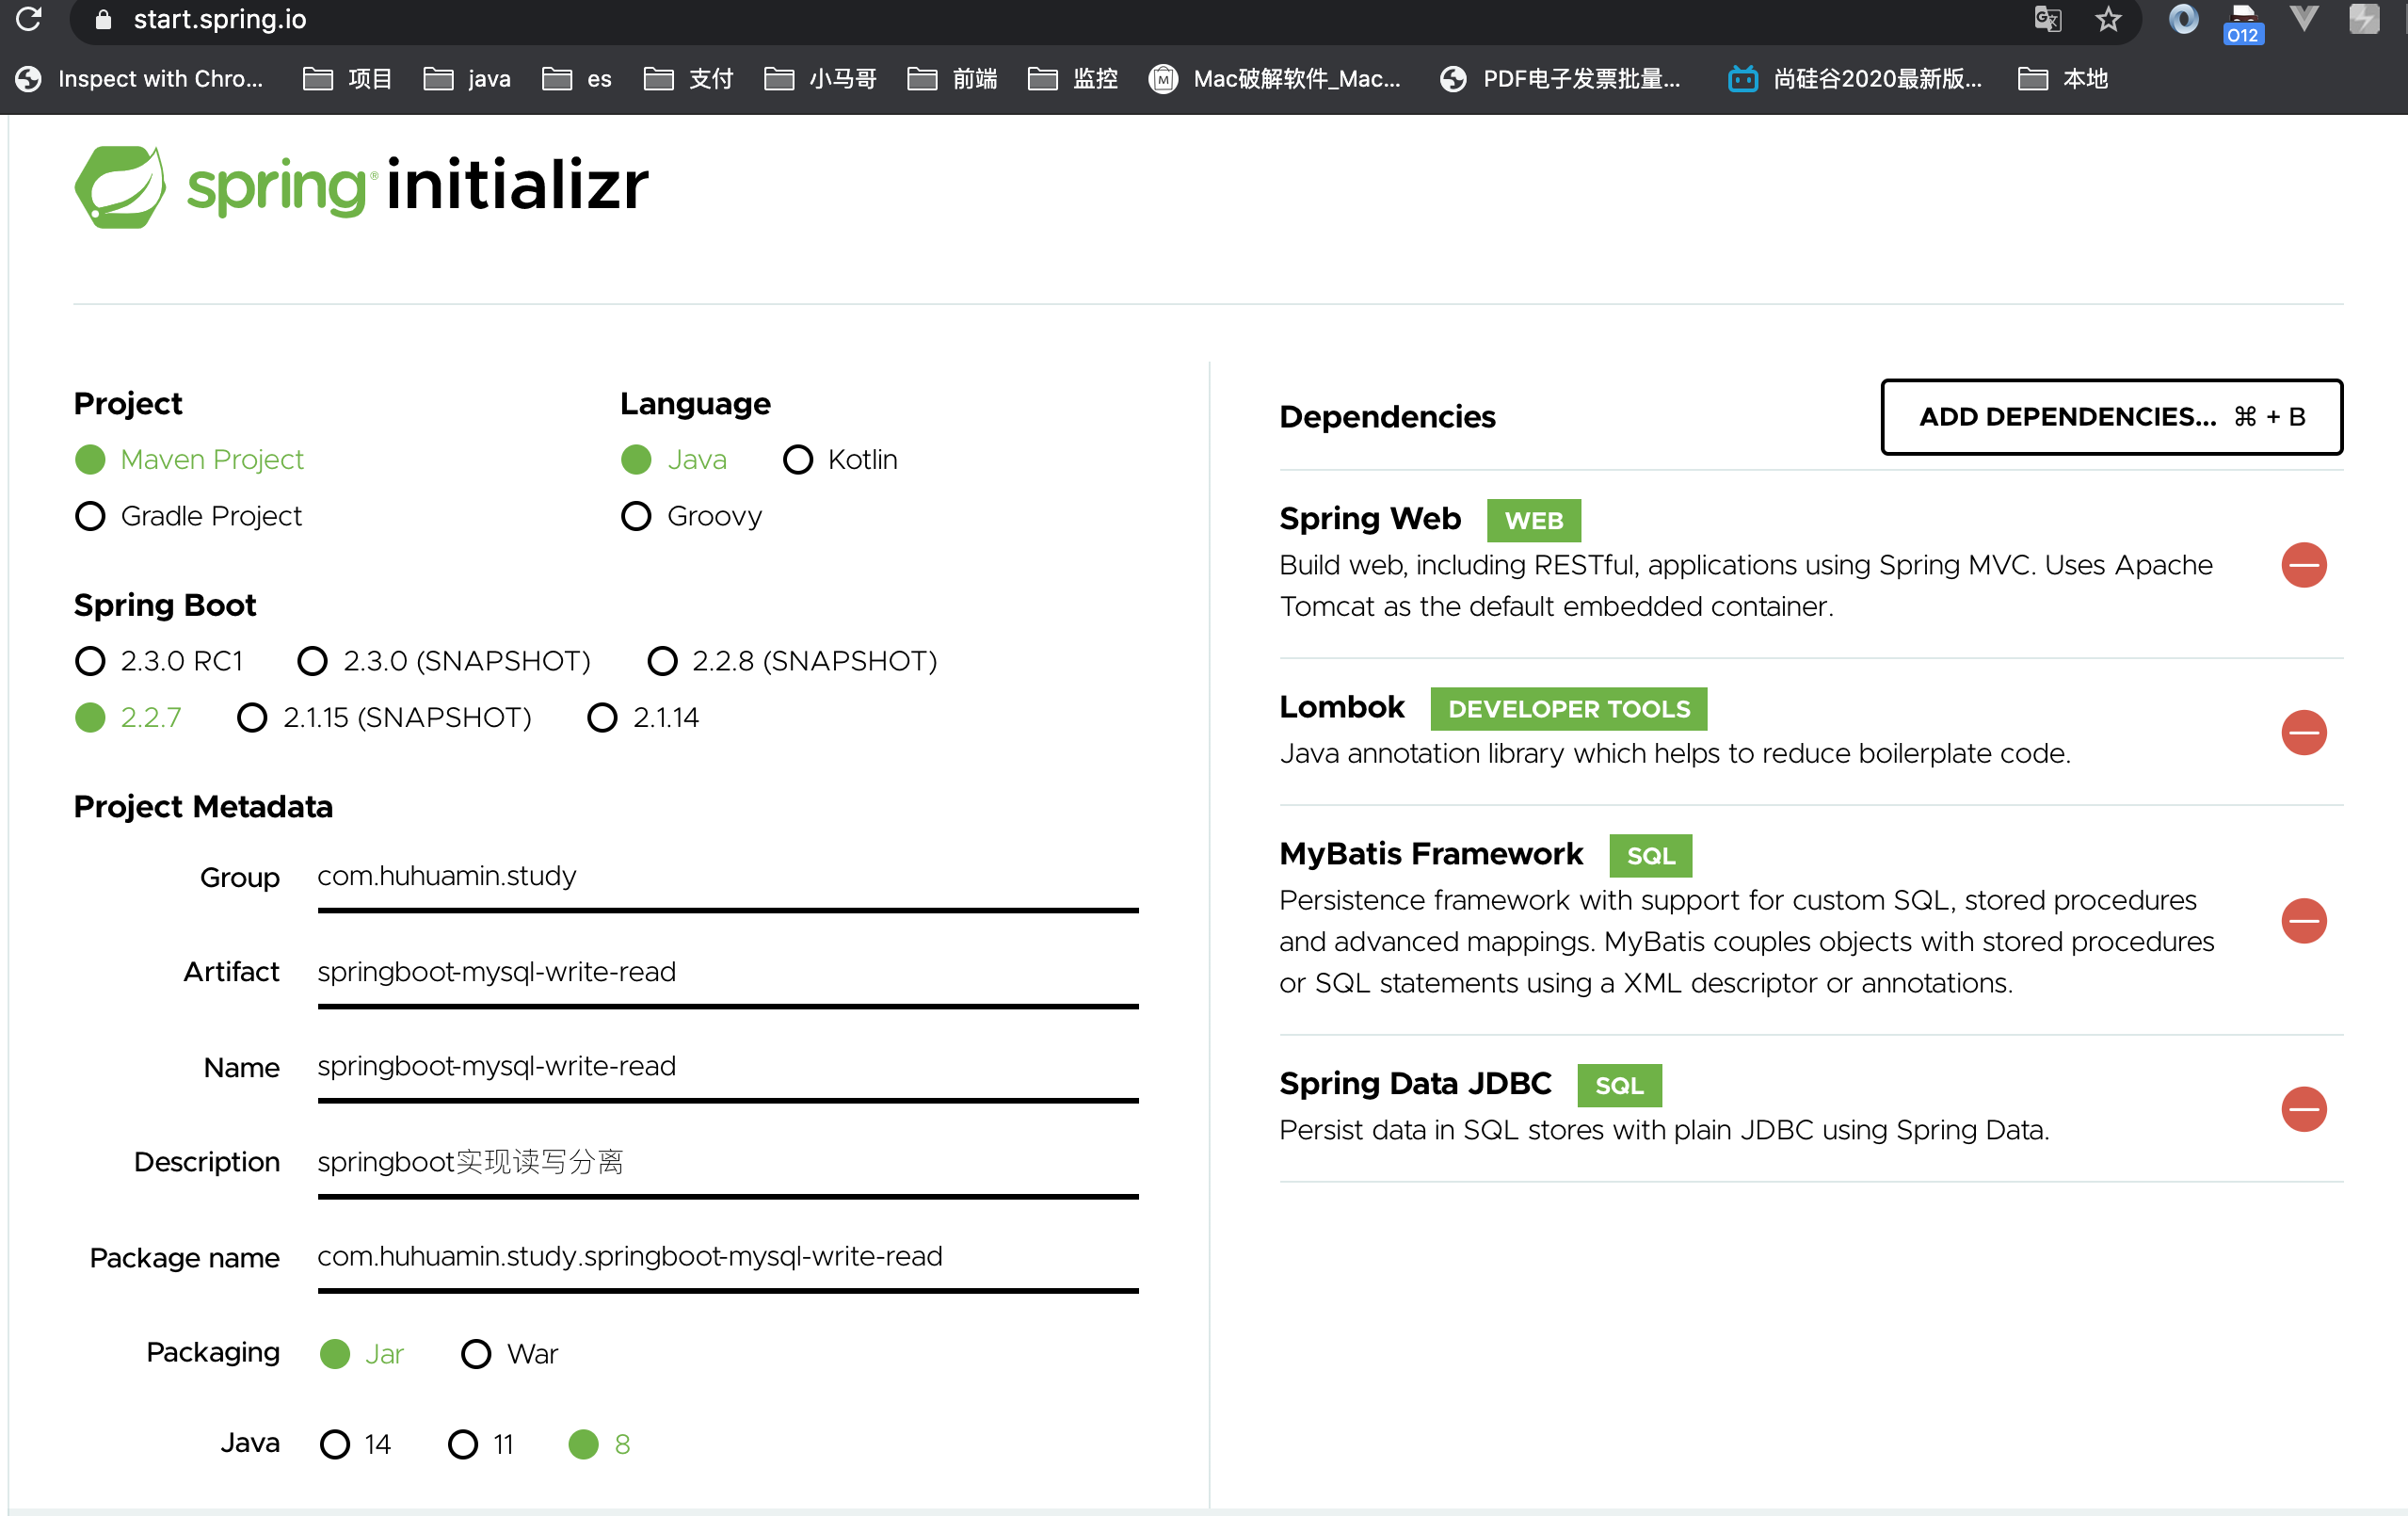 start.spring.io
O12
Inspect with Chro... 项目 java es 支付 小马哥 前端 监控 Mac破解软件_Mac... PDF电子发票批量... 尚硅谷2020最新版... 本地
spring® initializr
Project
Maven Project
Gradle Project
Language
Java Kotlin
Groovy
Spring Boot
2.3.0 RC1 2.3.0 (SNAPSHOT) 2.2.8 (SNAPSHOT)
2.2.7 2.1.15 (SNAPSHOT) 2.1.14
Project Metadata
Group com.huhuamin.study
Artifact springboot-mysql-write-read
Name springboot-mysql-write-read
Description springboot实现读写分离
Package name com.huhuamin.study.springboot-mysql-write-read
Packaging Jar War
Java 14 11 8
Dependencies
ADD DEPENDENCIES... ⌘ + B
Spring Web WEB
Build web, including RESTful, applications using Spring MVC. Uses Apache
Tomcat as the default embedded container.
Lombok DEVELOPER TOOLS
Java annotation library which helps to reduce boilerplate code.
MyBatis Framework SQL
Persistence framework with support for custom SQL, stored procedures
and advanced mappings. MyBatis couples objects with stored procedures
or SQL statements using a XML descriptor or annotations.
Spring Data JDBC SQL
Persist data in SQL stores with plain JDBC using Spring Data.